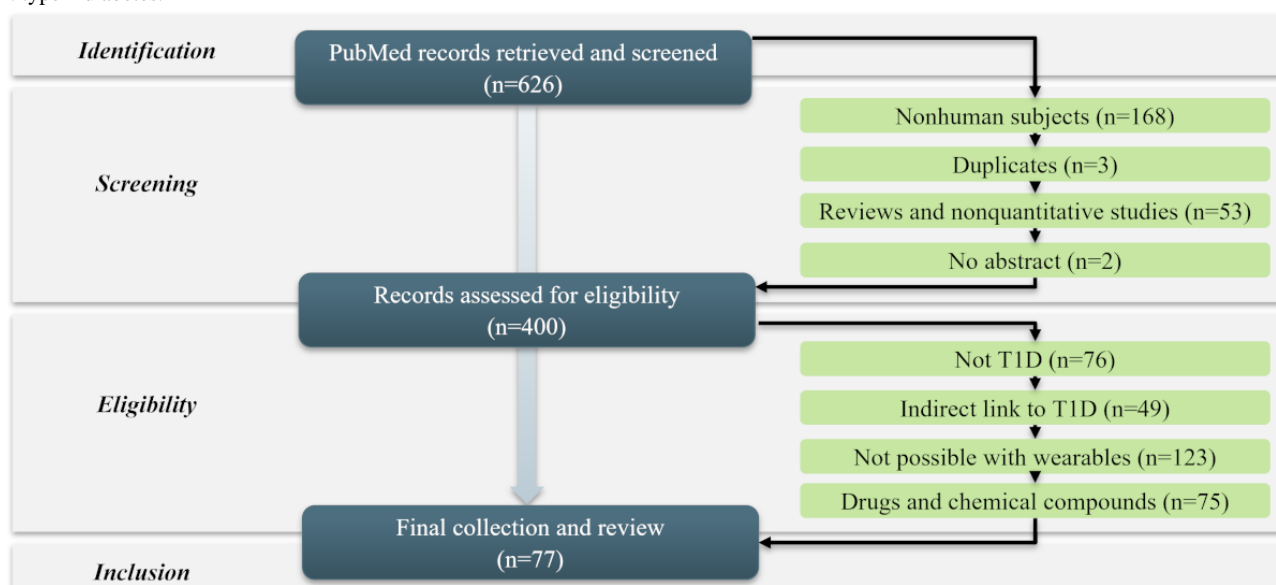 Identification
PubMed records retrieved and screened
(n=626)
Nonhuman subjects (n=168)
Duplicates (n=3)
Screening
Reviews and nonquantitative studies (n=53)
No abstract (n=2)
Records assessed for eligibility
(n=400)
Not T1D (n=76)
Eligibility
Indirect link to T1D (n=49)
Not possible with wearables (n=123)
Drugs and chemical compounds (n=75)
Final collection and review
(n=77)
Inclusion